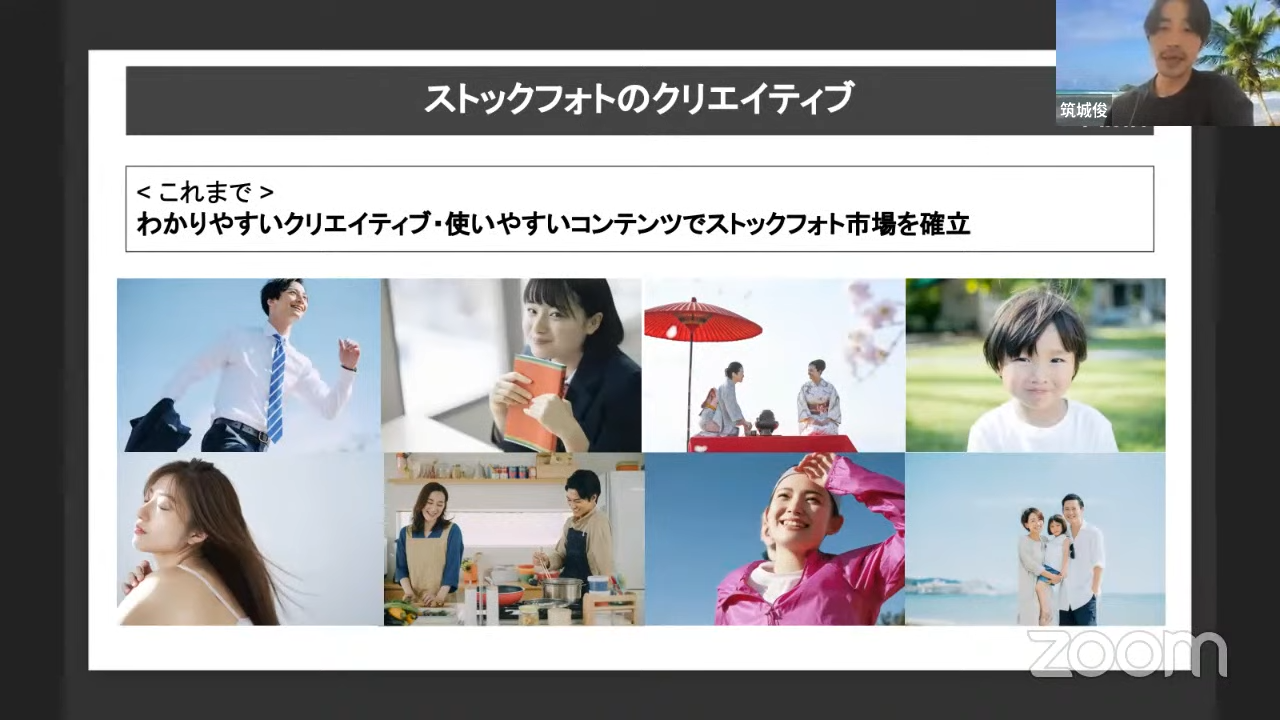 ストックフォトのクリエイティブ
筑城俊
< これまで >
わかりやすいクリエイティブ・使いやすいコンテンツでストックフォト市場を確立
zoom